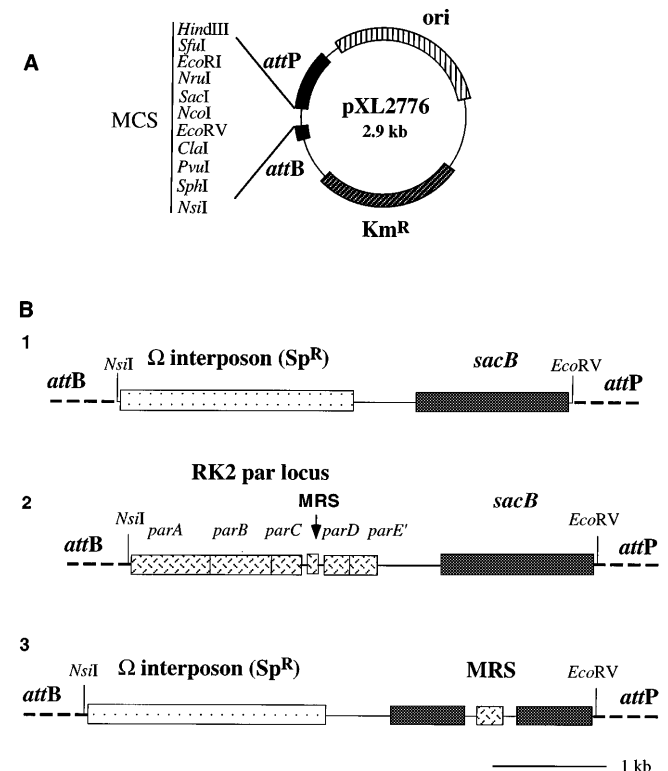 A
MCS
HindIII
SfuI
EcoRI
NruI
SacI
NcoI
EcoRV
ClaI
PvuI
SphI
NsiI
attP
attB
ori
pXL2776
2.9 kb
KmR
B
1
attB
NsiI
Ω interposon (SpR)
sacB
EcoRV
attP
RK2 par locus
2
attB
NsiI
parA
parB
parC
MRS
parD
parE'
sacB
EcoRV
attP
3
attB
NsiI
Ω interposon (SpR)
MRS
EcoRV
attP
1 kb